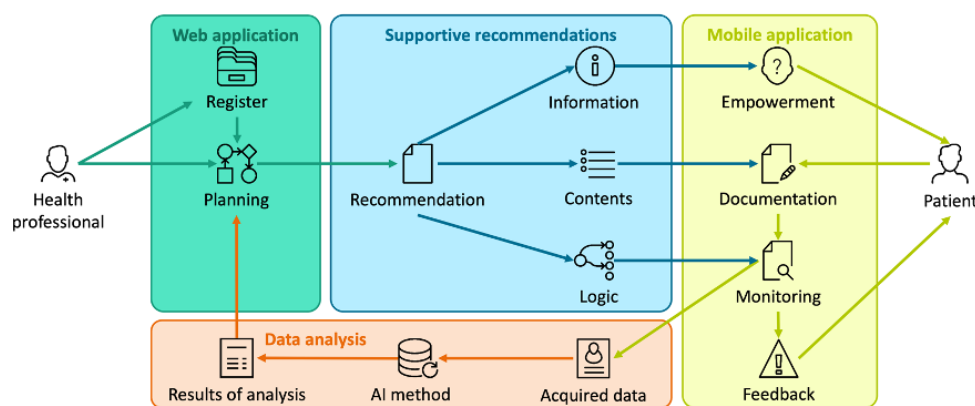 Web application
Supportive recommendations
Mobile application
Register
Information
Empowerment
Health
professional
Planning
Recommendation
Contents
Documentation
Patient
Logic
Monitoring
Data analysis
Results of analysis
AI method
Acquired data
Feedback